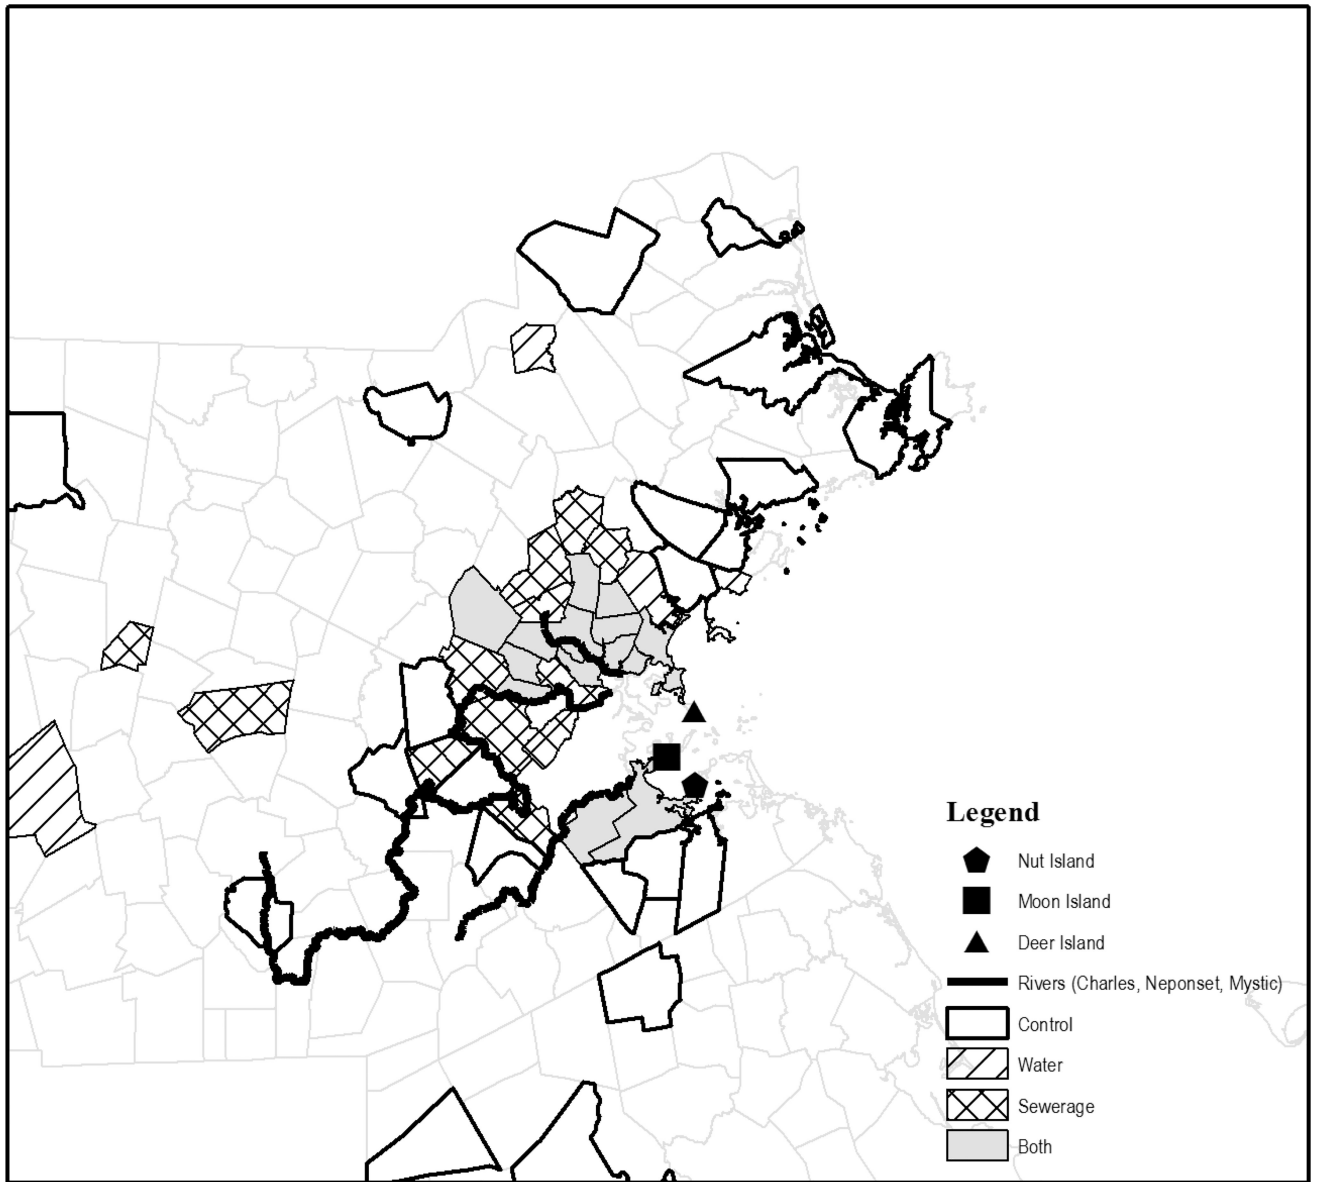 Legend
Nut Island
Moon Island
Deer Island
Rivers (Charles, Neponset, Mystic)
Control
Water
Sewerage
Both